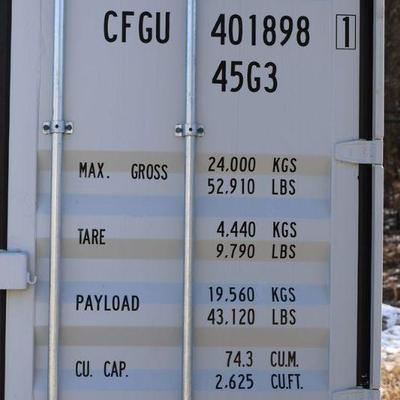 CFGU 401898 1
45G3
MAX. GROSS 24.000 KGS
52.910 LBS
TARE 4.440 KGS
9.790 LBS
PAYLOAD 19.560 KGS
43.120 LBS
CU. CAP. 74.3 CU.M.
2.625 CU.FT.